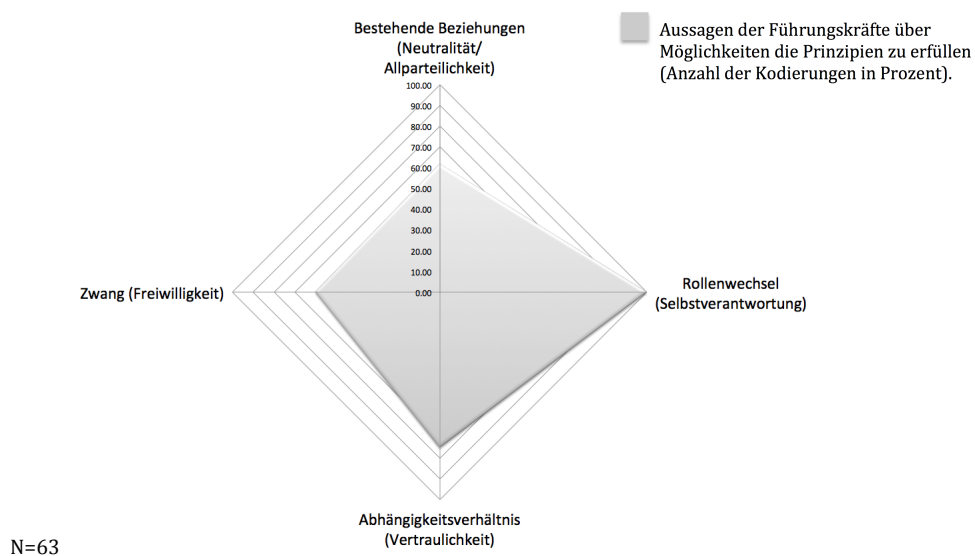 Bestehende Beziehungen
(Neutralität/
Allparteilichkeit)
Aussagen der Führungskräfte über
Möglichkeiten die Prinzipien zu erfüllen
(Anzahl der Kodierungen in Prozent).
100.00
90.00
80.00
70.00
60.00
50.00
40.00
30.00
20.00
10.00
0.00
Zwang (Freiwilligkeit)
Rollenwechsel
(Selbstverantwortung)
Abhängigkeitsverhältnis
(Vertraulichkeit)
N=63